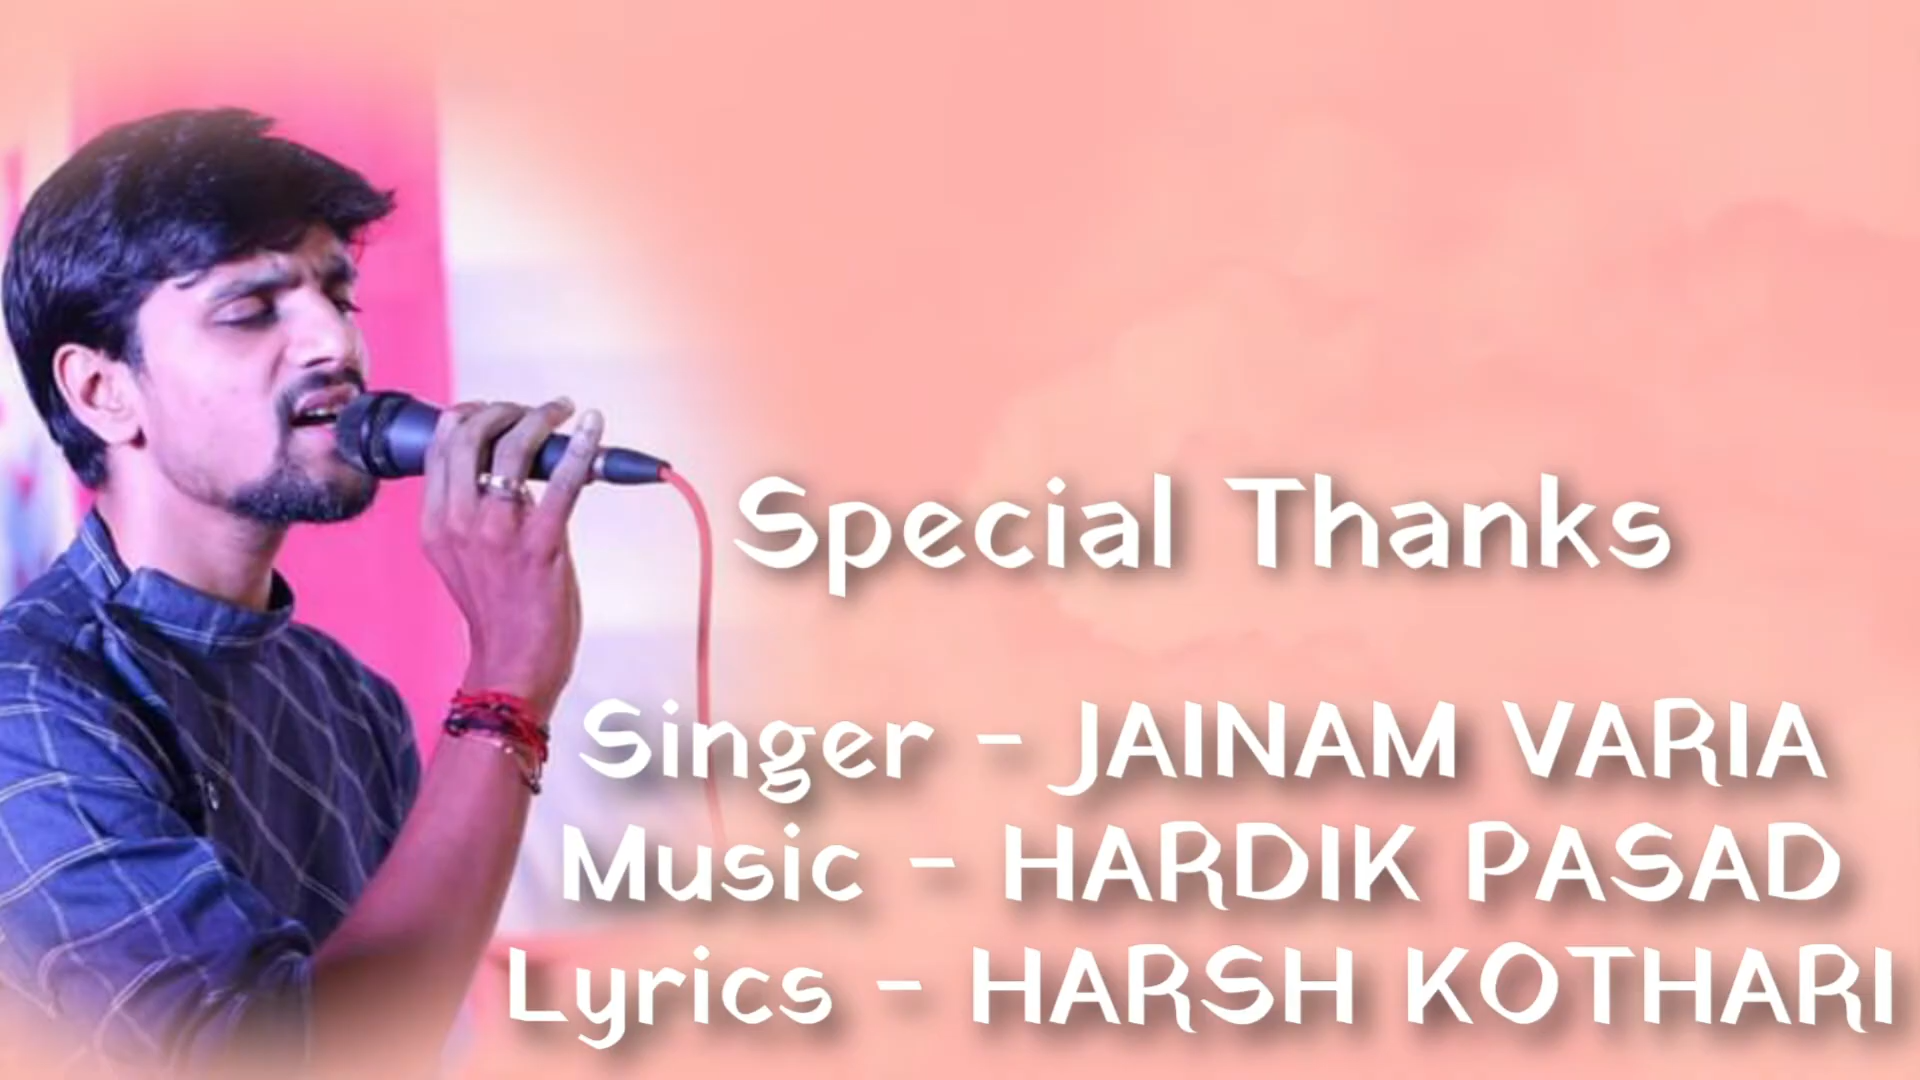 Special Thanks
Singer - JAINAM VARIA
Music - HARDIK PASAD
Lyrics - HARSH KOTHARI